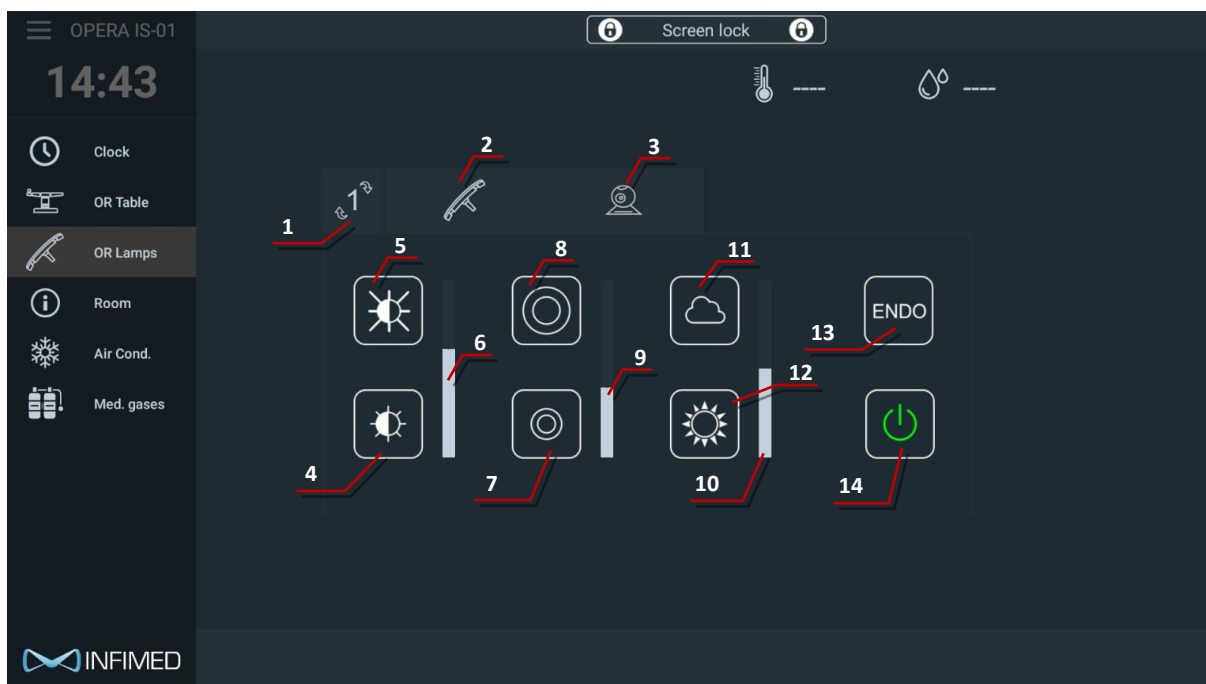 OPERA IS-01
Screen lock
14:43
---- ----
Clock
OR Table
OR Lamps
Room
Air Cond.
Med. gases
2 3
1
1
5 8 11
ENDO
13
6 9 12
4 7 10 14
INFIMED